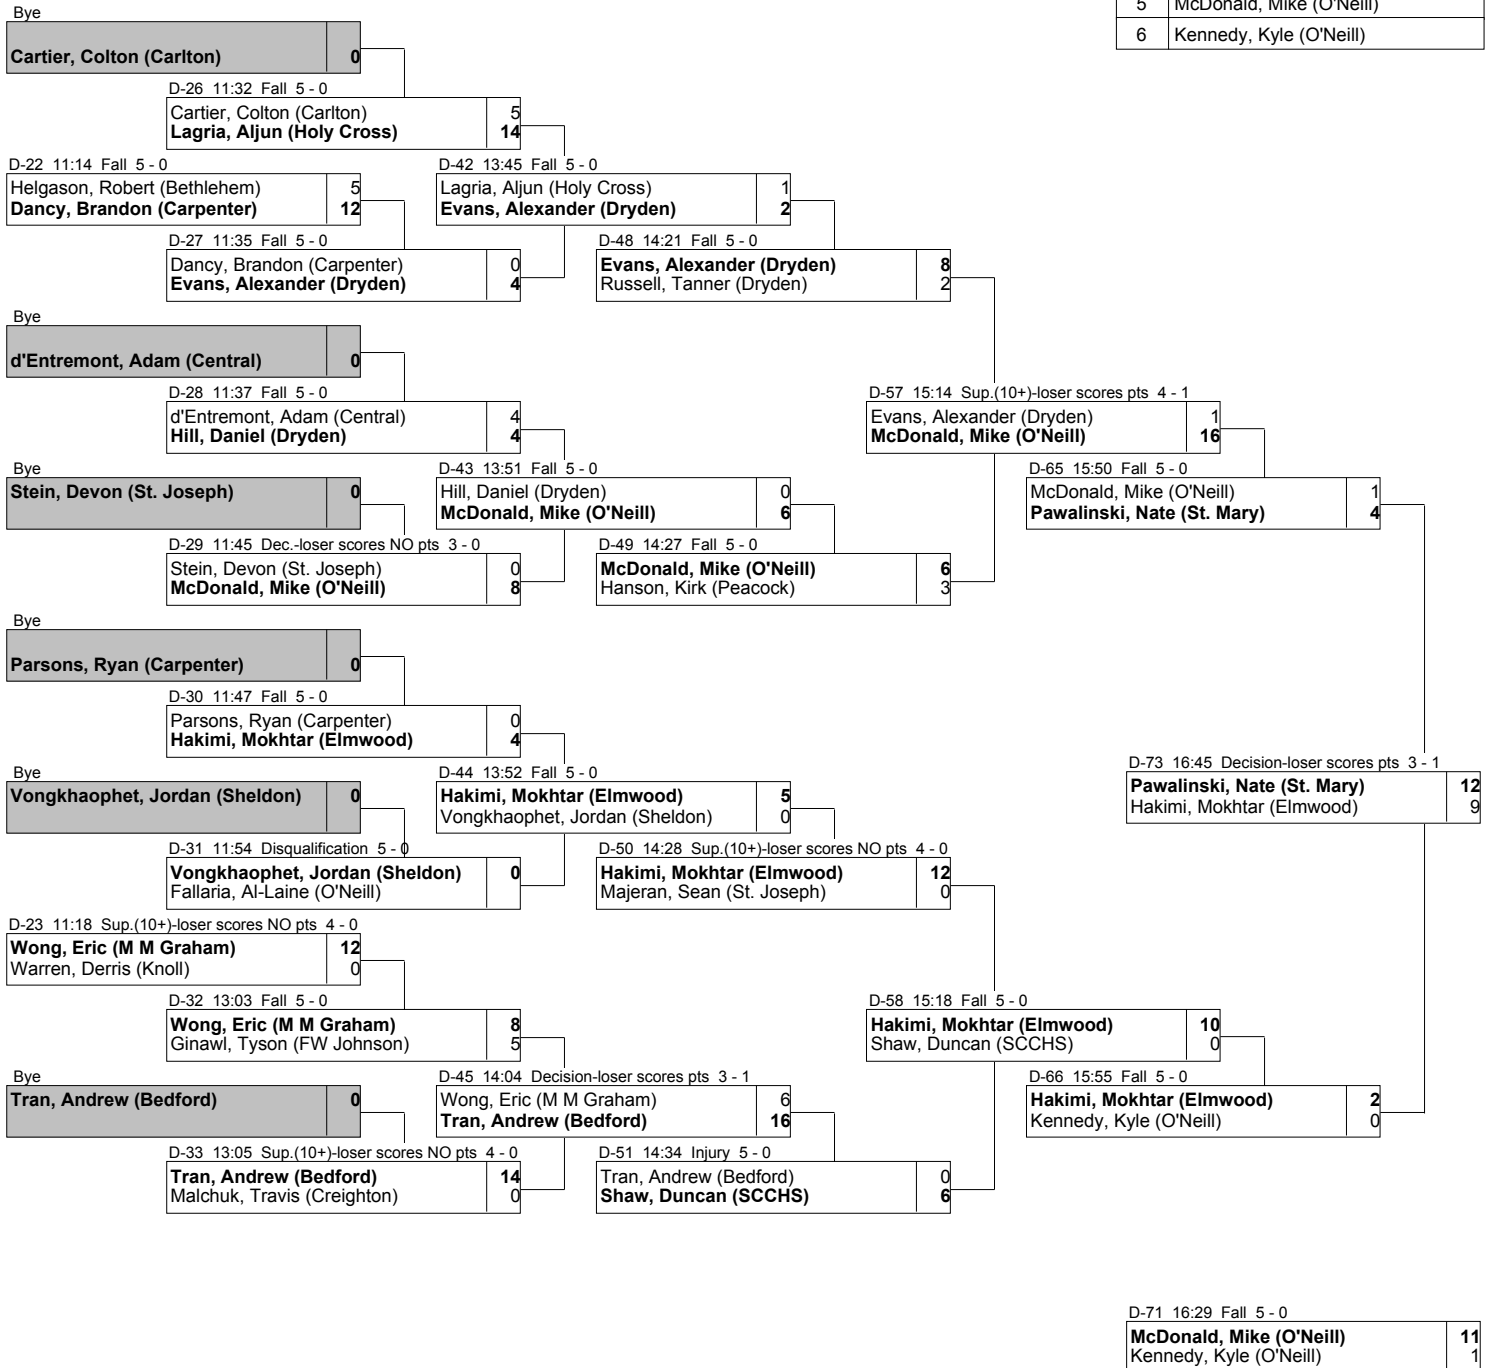 5 McDonald, Mike (O'Neill)
6 Kennedy, Kyle (O'Neill)
Bye
Cartier, Colton (Carlton) 0
D-26 11:32 Fall 5 - 0
Cartier, Colton (Carlton) 5
Lagria, Aljun (Holy Cross) 14
D-22 11:14 Fall 5 - 0
Helgason, Robert (Bethlehem) 5
Dancy, Brandon (Carpenter) 12
D-42 13:45 Fall 5 - 0
Lagria, Aljun (Holy Cross) 1
Evans, Alexander (Dryden) 2
D-27 11:35 Fall 5 - 0
Dancy, Brandon (Carpenter) 0
Evans, Alexander (Dryden) 4
D-48 14:21 Fall 5 - 0
Evans, Alexander (Dryden) 8
Russell, Tanner (Dryden) 2
Bye
d'Entremont, Adam (Central) 0
D-28 11:37 Fall 5 - 0
d'Entremont, Adam (Central) 4
Hill, Daniel (Dryden) 4
D-57 15:14 Sup.(10+)-loser scores pts 4 - 1
Evans, Alexander (Dryden) 1
McDonald, Mike (O'Neill) 16
Bye
Stein, Devon (St. Joseph) 0
D-43 13:51 Fall 5 - 0
Hill, Daniel (Dryden) 0
McDonald, Mike (O'Neill) 6
D-65 15:50 Fall 5 - 0
McDonald, Mike (O'Neill) 1
Pawalinski, Nate (St. Mary) 4
D-29 11:45 Dec.-loser scores NO pts 3 - 0
Stein, Devon (St. Joseph) 0
McDonald, Mike (O'Neill) 8
D-49 14:27 Fall 5 - 0
McDonald, Mike (O'Neill) 6
Hanson, Kirk (Peacock) 3
Bye
Parsons, Ryan (Carpenter) 0
D-30 11:47 Fall 5 - 0
Parsons, Ryan (Carpenter) 0
Hakimi, Mokhtar (Elmwood) 4
D-73 16:45 Decision-loser scores pts 3 - 1
Pawalinski, Nate (St. Mary) 12
Hakimi, Mokhtar (Elmwood) 9
Bye
Vongkhaophet, Jordan (Sheldon) 0
D-44 13:52 Fall 5 - 0
Hakimi, Mokhtar (Elmwood) 5
Vongkhaophet, Jordan (Sheldon) 0
D-31 11:54 Disqualification 5 - 0
Vongkhaophet, Jordan (Sheldon) 0
Fallaria, Al-Laine (O'Neill)
D-50 14:28 Sup.(10+)-loser scores NO pts 4 - 0
Hakimi, Mokhtar (Elmwood) 12
Majeran, Sean (St. Joseph) 0
D-23 11:18 Sup.(10+)-loser scores NO pts 4 - 0
Wong, Eric (M M Graham) 12
Warren, Derris (Knoll) 0
D-32 13:03 Fall 5 - 0
Wong, Eric (M M Graham) 8
Ginawl, Tyson (FW Johnson) 5
D-58 15:18 Fall 5 - 0
Hakimi, Mokhtar (Elmwood) 10
Shaw, Duncan (SCCHS) 0
Bye
Tran, Andrew (Bedford) 0
D-45 14:04 Decision-loser scores pts 3 - 1
Wong, Eric (M M Graham) 6
Tran, Andrew (Bedford) 16
D-66 15:55 Fall 5 - 0
Hakimi, Mokhtar (Elmwood) 2
Kennedy, Kyle (O'Neill) 0
D-33 13:05 Sup.(10+)-loser scores NO pts 4 - 0
Tran, Andrew (Bedford) 14
Malchuk, Travis (Creighton) 0
D-51 14:34 Injury 5 - 0
Tran, Andrew (Bedford) 0
Shaw, Duncan (SCCHS) 6
D-71 16:29 Fall 5 - 0
McDonald, Mike (O'Neill) 11
Kennedy, Kyle (O'Neill) 1